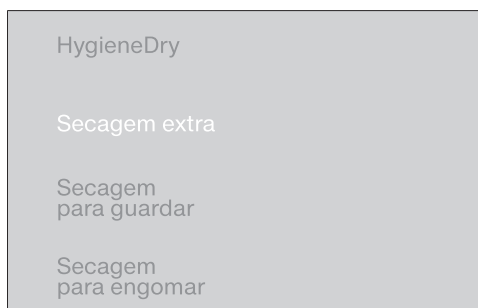 HygieneDry
Secagem extra
Secagem
para guardar
Secagem
para engomar